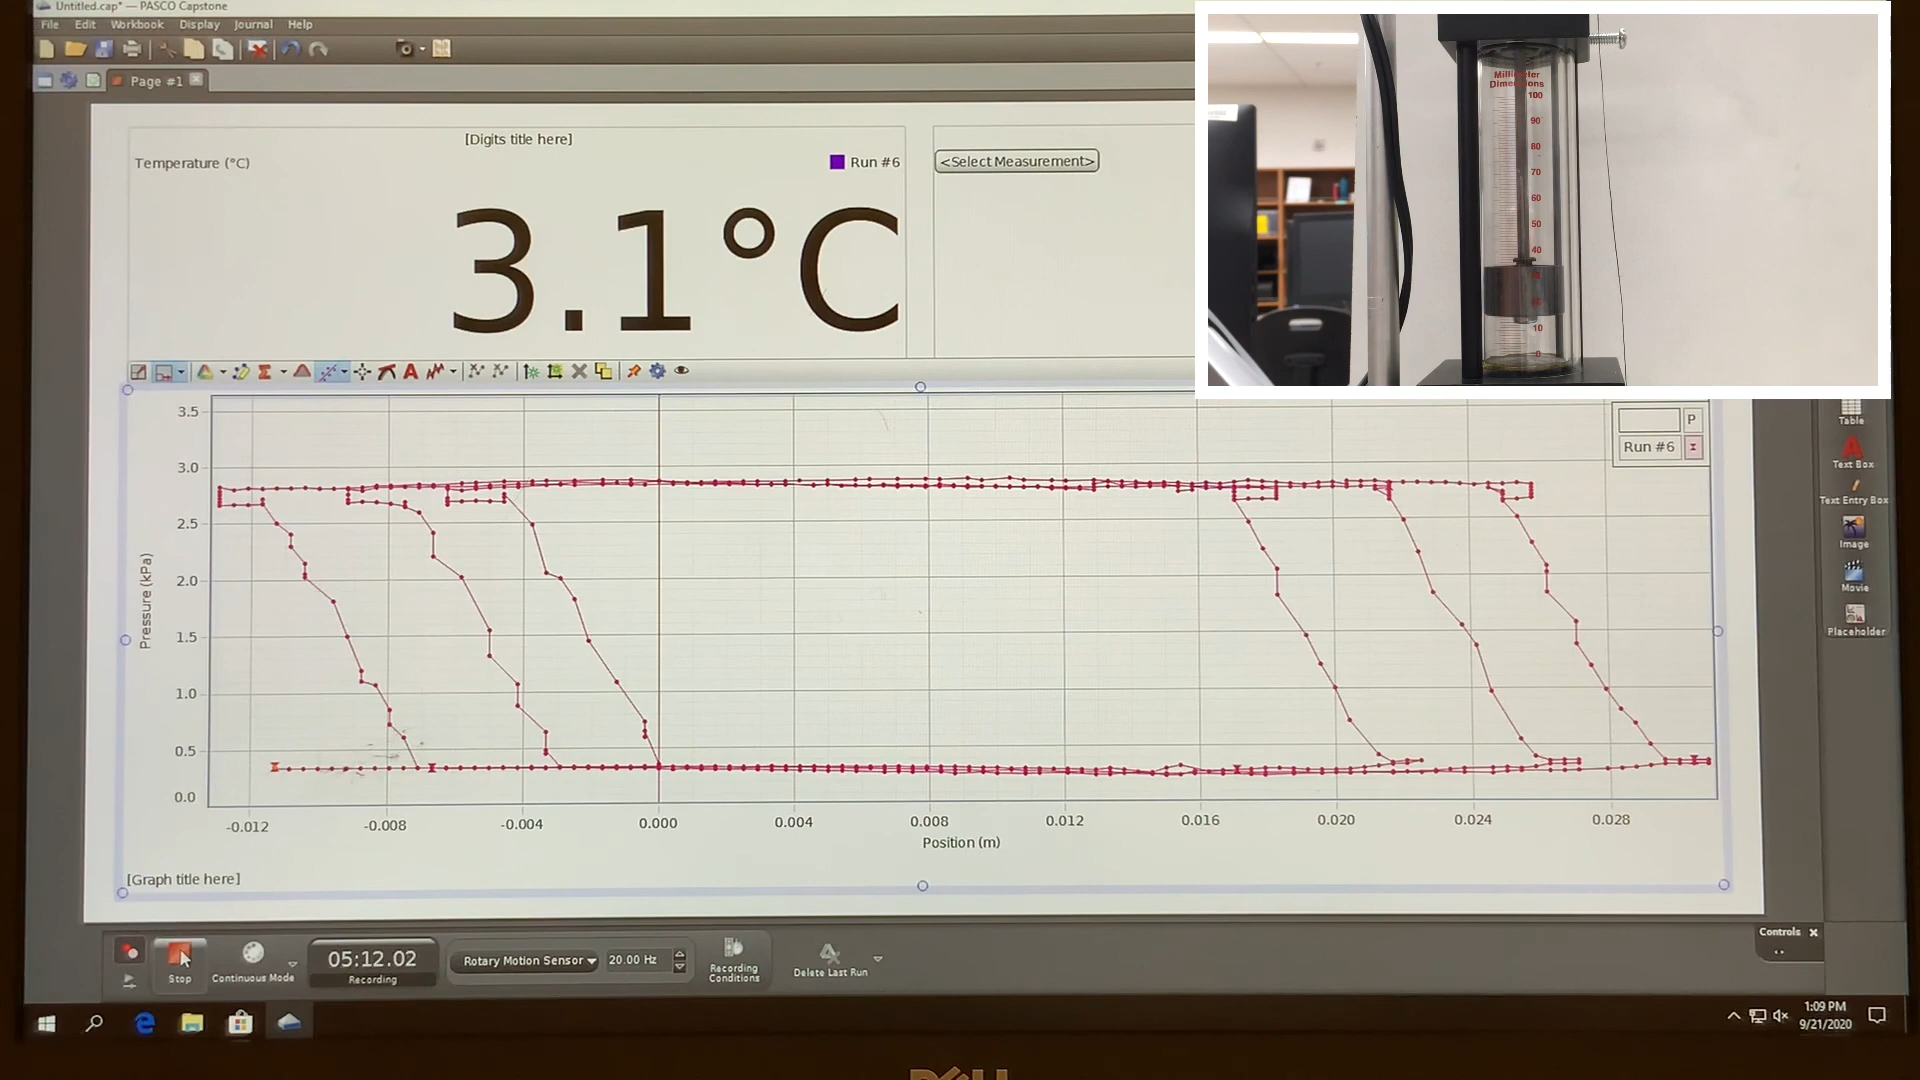 Untitled.cap* — PASCO Capstone
File Edit Workbook Display Journal Help
Page #1
[Digits title here]
Temperature (°C)
Run #6
3.1°C
<Select Measurement>
Millimeter
Dimensions
100
90
80
70
60
50
40
10
0
P
Run #6
Pressure (kPa)
3.5
3.0
2.5
2.0
1.5
1.0
0.5
0.0
-0.012 -0.008 -0.004 0.000 0.004 0.008 0.012 0.016 0.020 0.024 0.028
Position (m)
[Graph title here]
Table
Text Box
Text Entry Box
Image
Movie
Placeholder
Controls
Stop
Continuous Mode
05:12.02
Recording
Rotary Motion Sensor
20.00 Hz
Recording
Conditions
Delete Last Run
1:09 PM
9/21/2020